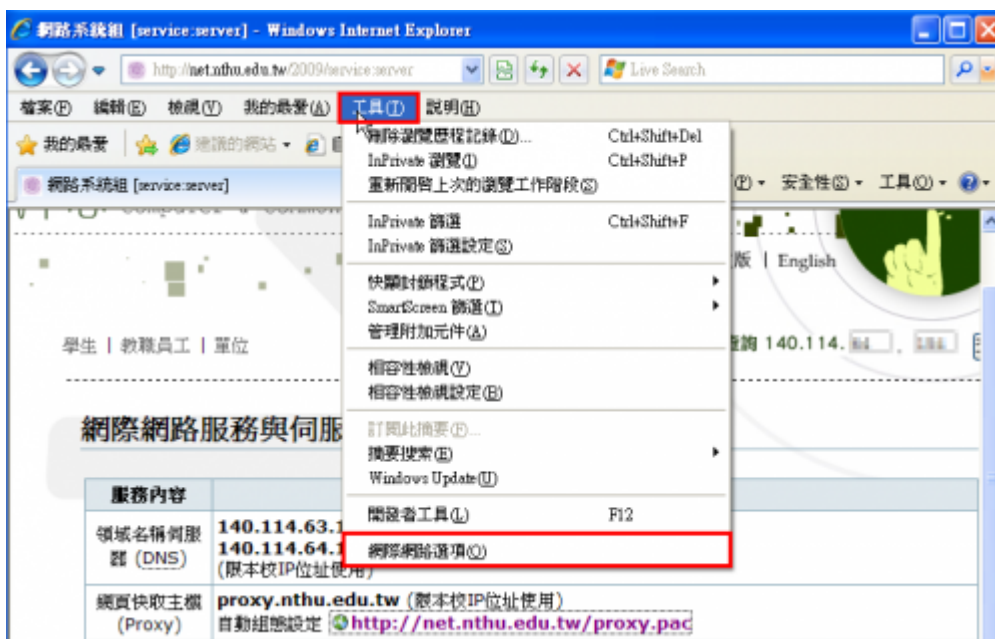 網路系統組 [service:server] - Windows Internet Explorer
http://net.nthu.edu.tw/2009/service:server
Live Search
檔案(F) 編輯(E) 檢視(V) 我的最愛(A) 工具(T) 說明(H)
我的最愛 建議的網站
網路系統組 [service:server]
安全性(S) 工具(O)
刪除瀏覽歷程記錄(D)... Ctrl+Shift+Del
InPrivate 瀏覽(I) Ctrl+Shift+P
重新開啟上次的瀏覽工作階段(S)
InPrivate 篩選 Ctrl+Shift+F
InPrivate 篩選設定(S)
快顯封鎖程式(P)
SmartScreen 篩選(T)
管理附加元件(A)
相容性檢視(V)
相容性檢視設定(B)
訂閱此摘要(F)...
摘要搜索(E)
Windows Update(U)
開發者工具(L) F12
網際網路選項(O)
版 | English
學生 | 教職員工 | 單位
查詢 140.114.
網際網路服務與伺服
服務內容
領域名稱伺服器 (DNS)
140.114.63.1
140.114.64.1
(限本校IP位址使用)
網頁快取主機 (Proxy)
proxy.nthu.edu.tw (限本校IP位址使用)
自動組態設定 http://net.nthu.edu.tw/proxy.pac